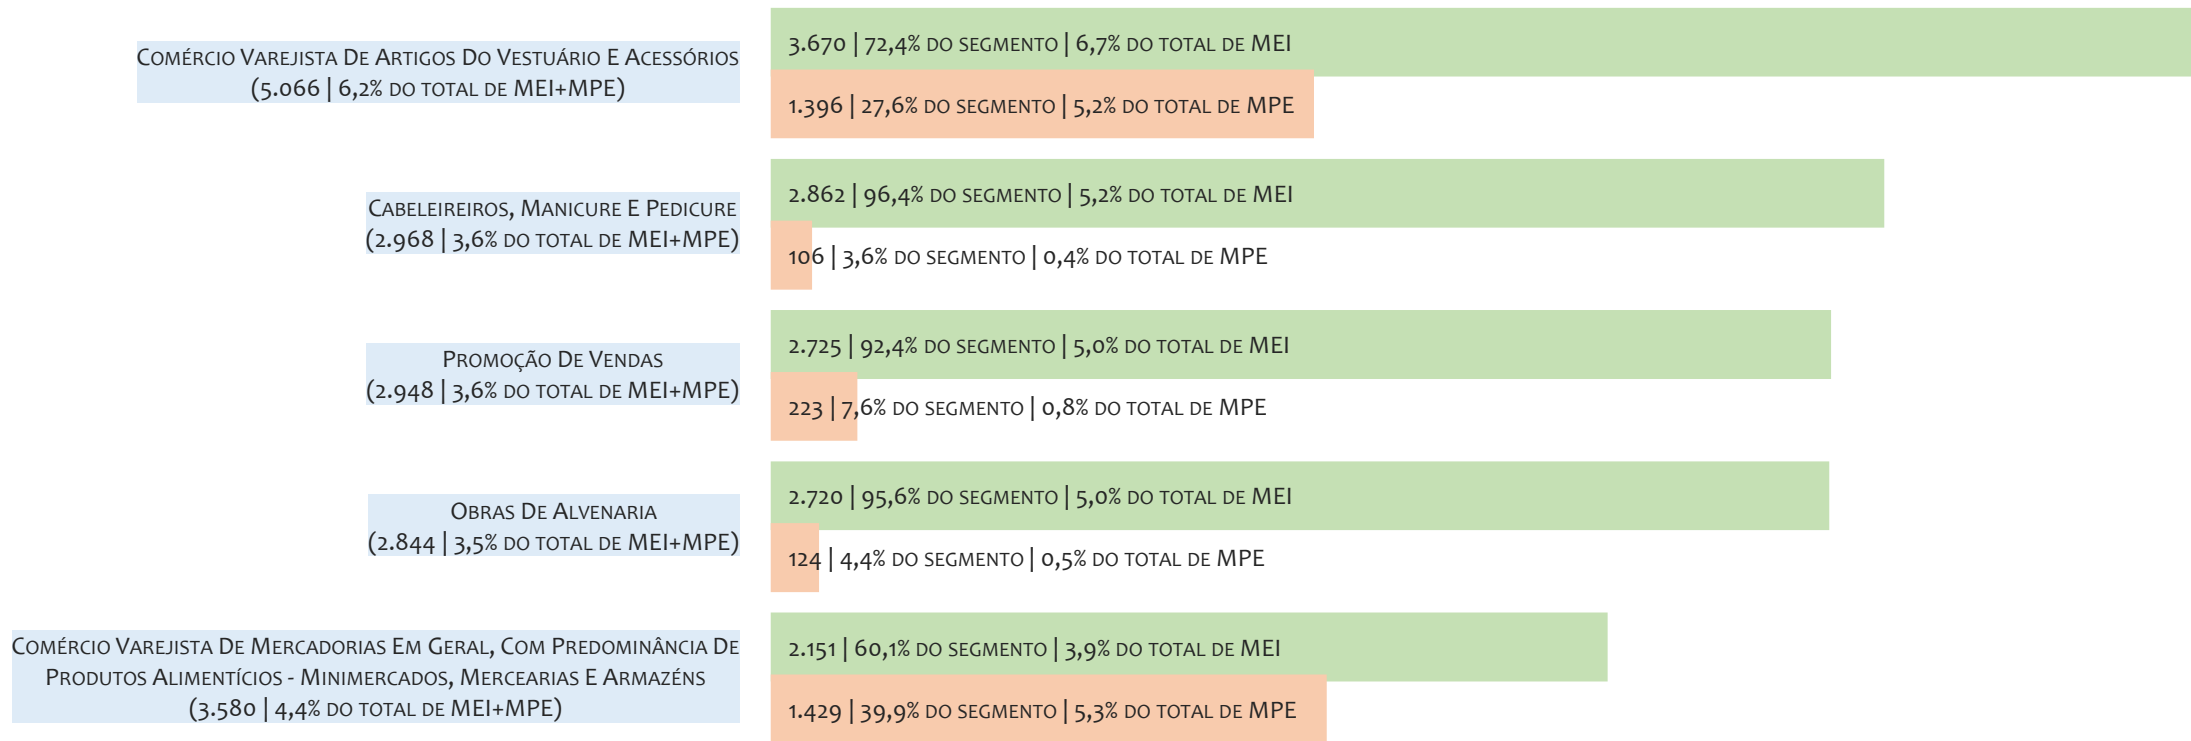 Comércio Varejista De Artigos Do Vestuário E Acessórios
(5.066 | 6,2% do total de MEI+MPE)
3.670 | 72,4% do segmento | 6,7% do total de MEI
1.396 | 27,6% do segmento | 5,2% do total de MPE
Cabeleireiros, Manicure E Pedicure
(2.968 | 3,6% do total de MEI+MPE)
2.862 | 96,4% do segmento | 5,2% do total de MEI
106 | 3,6% do segmento | 0,4% do total de MPE
Promoção De Vendas
(2.948 | 3,6% do total de MEI+MPE)
2.725 | 92,4% do segmento | 5,0% do total de MEI
223 | 7,6% do segmento | 0,8% do total de MPE
Obras De Alvenaria
(2.844 | 3,5% do total de MEI+MPE)
2.720 | 95,6% do segmento | 5,0% do total de MEI
124 | 4,4% do segmento | 0,5% do total de MPE
Comércio Varejista De Mercadorias Em Geral, Com Predominância De
Produtos Alimentícios - Minimercados, Mercearias E Armazéns
(3.580 | 4,4% do total de MEI+MPE)
2.151 | 60,1% do segmento | 3,9% do total de MEI
1.429 | 39,9% do segmento | 5,3% do total de MPE